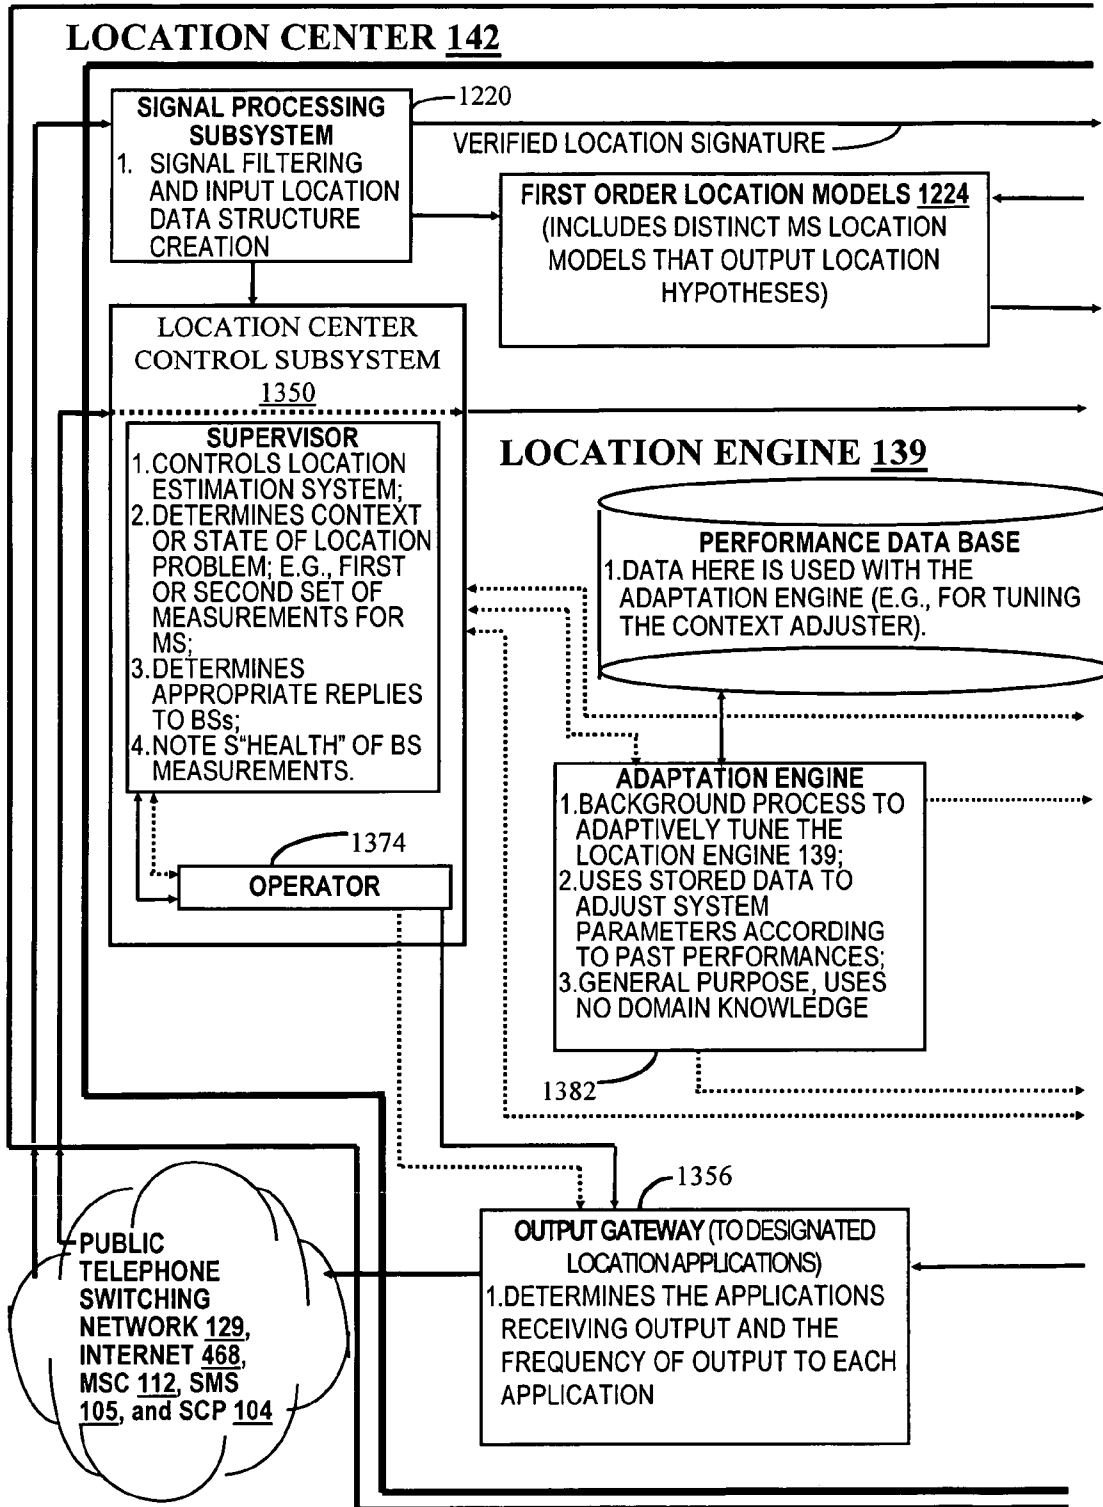 LOCATION CENTER 142
SIGNAL PROCESSING
SUBSYSTEM
1. SIGNAL FILTERING
AND INPUT LOCATION
DATA STRUCTURE
CREATION
1220
VERIFIED LOCATION SIGNATURE
FIRST ORDER LOCATION MODELS 1224
(INCLUDES DISTINCT MS LOCATION
MODELS THAT OUTPUT LOCATION
HYPOTHESES)
LOCATION CENTER
CONTROL SUBSYSTEM
1350
SUPERVISOR
1.CONTROLS LOCATION
ESTIMATION SYSTEM;
2.DETERMINES CONTEXT
OR STATE OF LOCATION
PROBLEM; E.G., FIRST
OR SECOND SET OF
MEASUREMENTS FOR
MS;
3.DETERMINES
APPROPRIATE REPLIES
TO BSs;
4.NOTE S"HEALTH" OF BS
MEASUREMENTS.
1374
OPERATOR
LOCATION ENGINE 139
PERFORMANCE DATA BASE
1.DATA HERE IS USED WITH THE
ADAPTATION ENGINE (E.G., FOR TUNING
THE CONTEXT ADJUSTER).
ADAPTATION ENGINE
1.BACKGROUND PROCESS TO
ADAPTIVELY TUNE THE
LOCATION ENGINE 139;
2.USES STORED DATA TO
ADJUST SYSTEM
PARAMETERS ACCORDING
TO PAST PERFORMANCES;
3.GENERAL PURPOSE, USES
NO DOMAIN KNOWLEDGE
1382
1356
OUTPUT GATEWAY (TO DESIGNATED
LOCATION APPLICATIONS)
1.DETERMINES THE APPLICATIONS
RECEIVING OUTPUT AND THE
FREQUENCY OF OUTPUT TO EACH
APPLICATION
PUBLIC
TELEPHONE
SWITCHING
NETWORK 129,
INTERNET 468,
MSC 112, SMS
105, and SCP 104